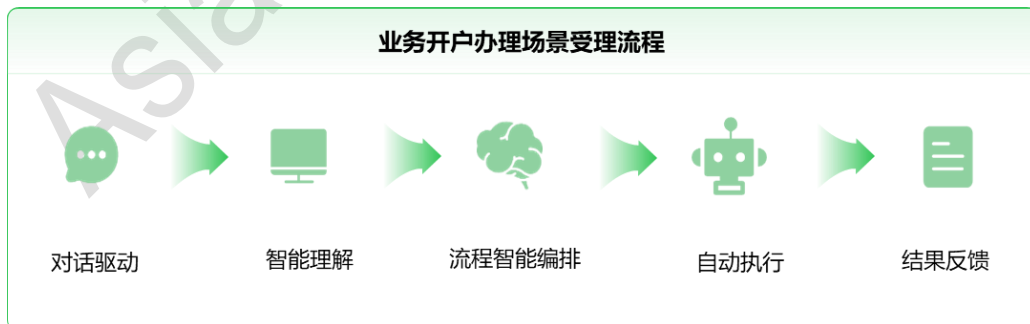 业务开户办理场景受理流程
Asia
对话驱动
智能理解
流程智能编排
自动执行
结果反馈